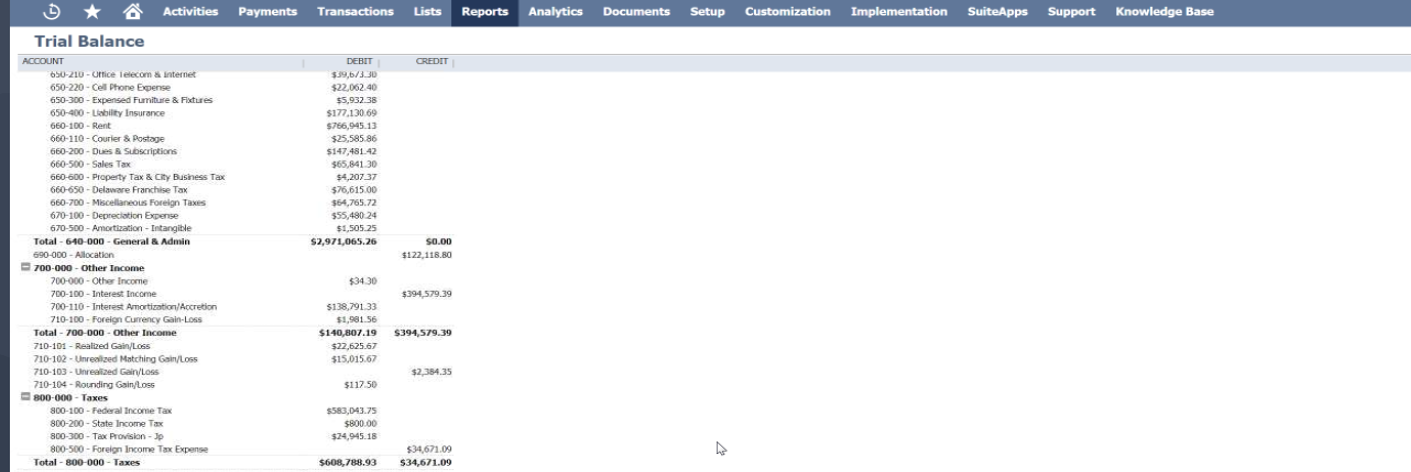 Activities Payments Transactions Lists Reports Analytics Documents Setup Customization Implementation SuiteApps Support Knowledge Base
Trial Balance
ACCOUNT DEBIT CREDIT
650-210 - Office Telecom & Internet $39,673.30
650-220 - Cell Phone Expense $22,062.40
650-300 - Expensed Furniture & Fixtures $5,932.38
650-400 - Liability Insurance $177,130.69
660-100 - Rent $766,945.13
660-110 - Courier & Postage $25,585.86
660-200 - Dues & Subscriptions $147,481.42
660-500 - Sales Tax $65,841.30
660-600 - Property Tax & City Business Tax $4,207.37
660-650 - Delaware Franchise Tax $76,615.00
660-700 - Miscellaneous Foreign Taxes $64,765.72
670-100 - Depreciation Expense $55,480.24
670-500 - Amortization - Intangible $1,505.25
Total - 640-000 - General & Admin $2,971,065.26 $0.00
690-000 - Allocation $122,118.80
700-000 - Other Income
700-000 - Other Income $34.30
700-100 - Interest Income $394,579.39
700-110 - Interest Amortization/Accretion $138,791.33
710-100 - Foreign Currency Gain-Loss $1,981.56
Total - 700-000 - Other Income $140,807.19 $394,579.39
710-101 - Realized Gain/Loss $22,625.67
710-102 - Unrealized Matching Gain/Loss $15,015.67
710-103 - Unrealized Gain/Loss $2,384.35
710-104 - Rounding Gain/Loss $117.50
800-000 - Taxes
800-100 - Federal Income Tax $583,043.75
800-200 - State Income Tax $800.00
800-300 - Tax Provision - Jp $24,945.18
800-500 - Foreign Income Tax Expense $34,671.09
Total - 800-000 - Taxes $608,788.93 $34,671.09